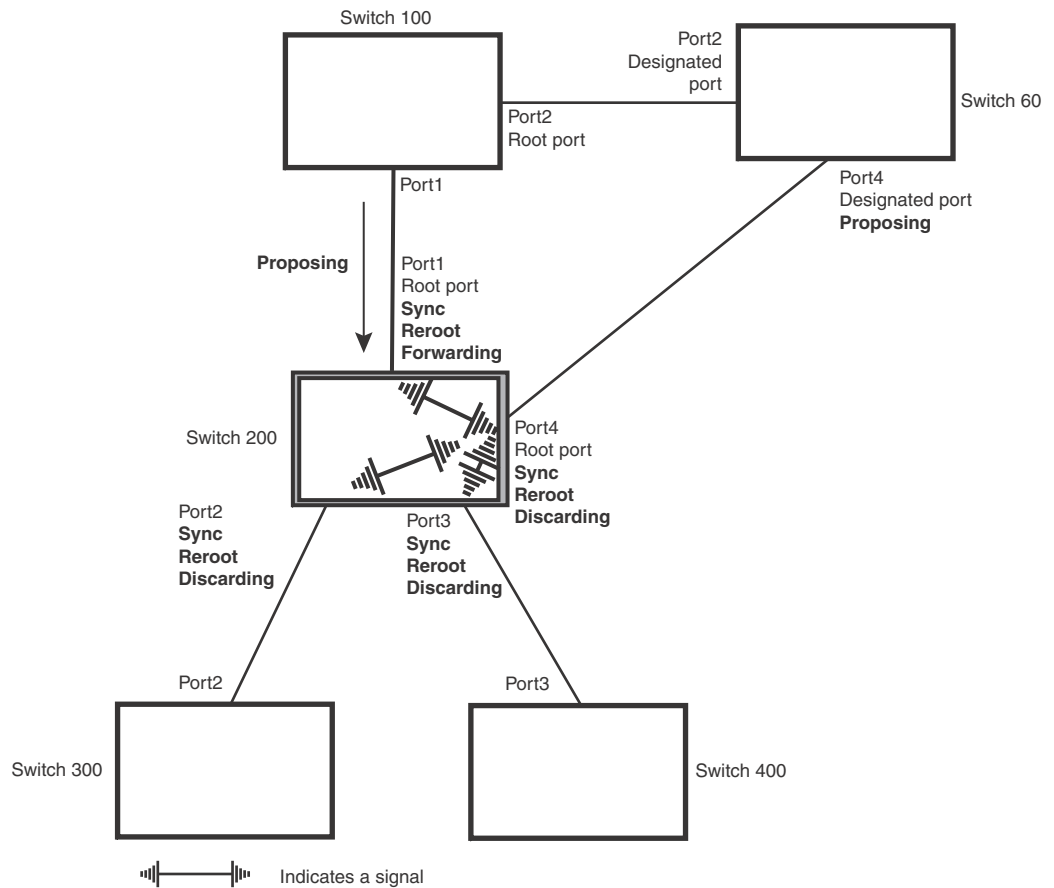 Switch 100
Port2
Designated
port
Switch 60
Port2
Root port
Port1
Port4
Designated port
Proposing
Proposing
Port1
Root port
Sync
Reroot
Forwarding
Switch 200
Port4
Root port
Sync
Reroot
Discarding
Port2
Sync
Reroot
Discarding
Port3
Sync
Reroot
Discarding
Port2
Port3
Switch 300
Switch 400
Indicates a signal